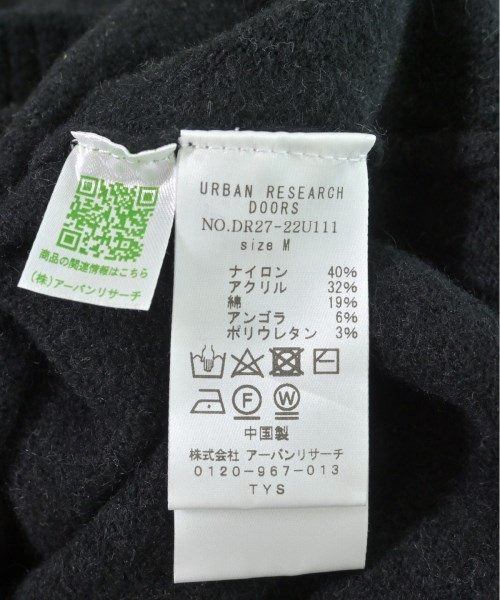 商品の関連情報はこちら
(株)アーバンリサーチ
URBAN RESEARCH
DOORS
NO.DR27-22U111
size M
ナイロン 40%
アクリル 32%
綿 19%
アンゴラ 6%
ポリウレタン 3%
F
W
中国製
株式会社 アーバンリサーチ
0120-967-013
TYS